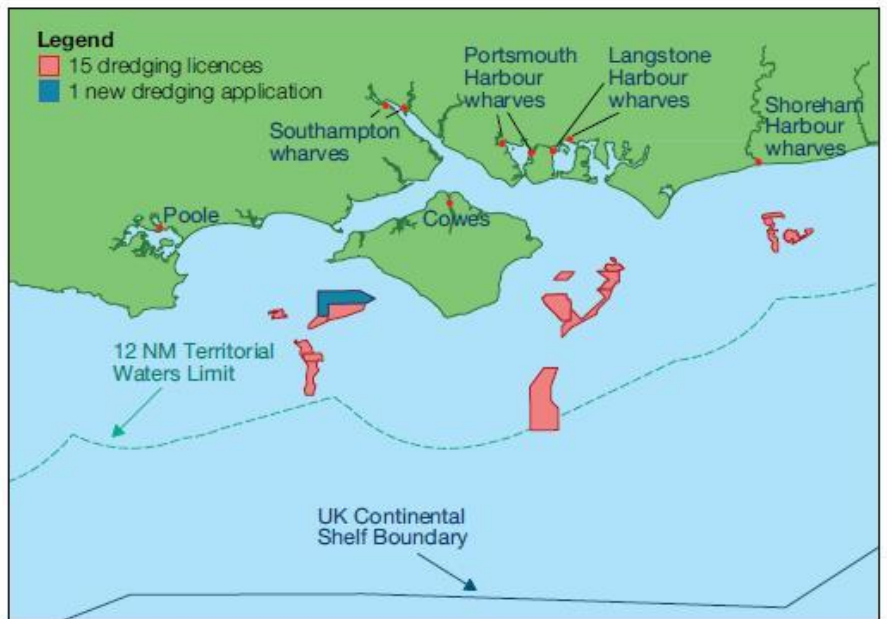 Legend
15 dredging licences
1 new dredging application
Portsmouth
Harbour
wharves
Langstone
Harbour
wharves
Southampton
wharves
Shoreham
Harbour
wharves
Poole
Cowes
12 NM Territorial
Waters Limit
UK Continental
Shelf Boundary